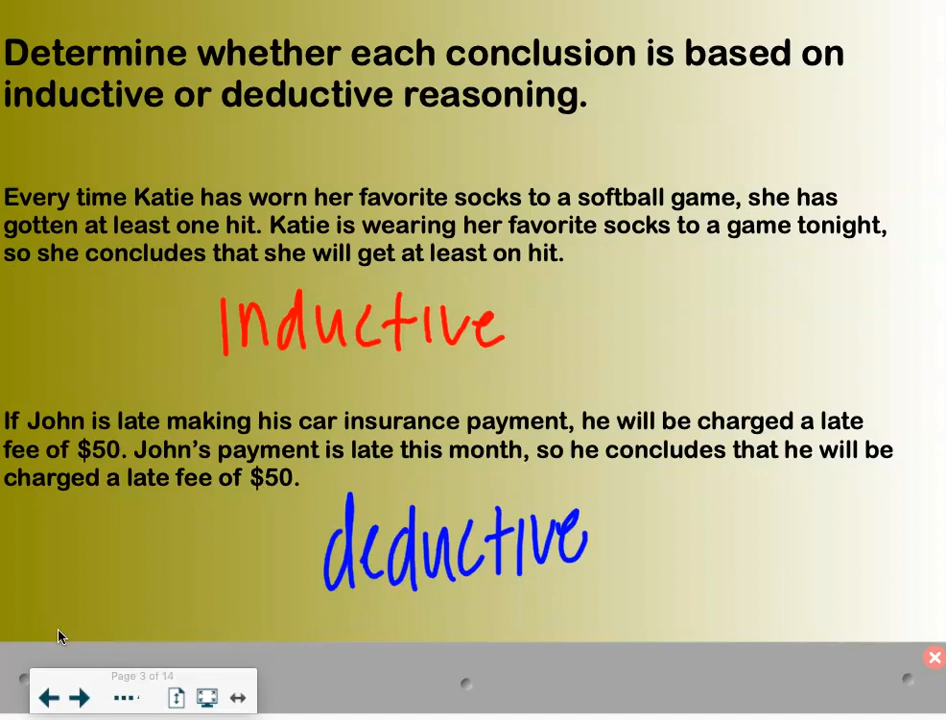 Determine whether each conclusion is based on
inductive or deductive reasoning.
Every time Katie has worn her favorite socks to a softball game, she has
gotten at least one hit. Katie is wearing her favorite socks to a game tonight,
so she concludes that she will get at least on hit.
Inductive
If John is late making his car insurance payment, he will be charged a late
fee of $50. John’s payment is late this month, so he concludes that he will be
charged a late fee of $50.
deductive
Page 3 of 14